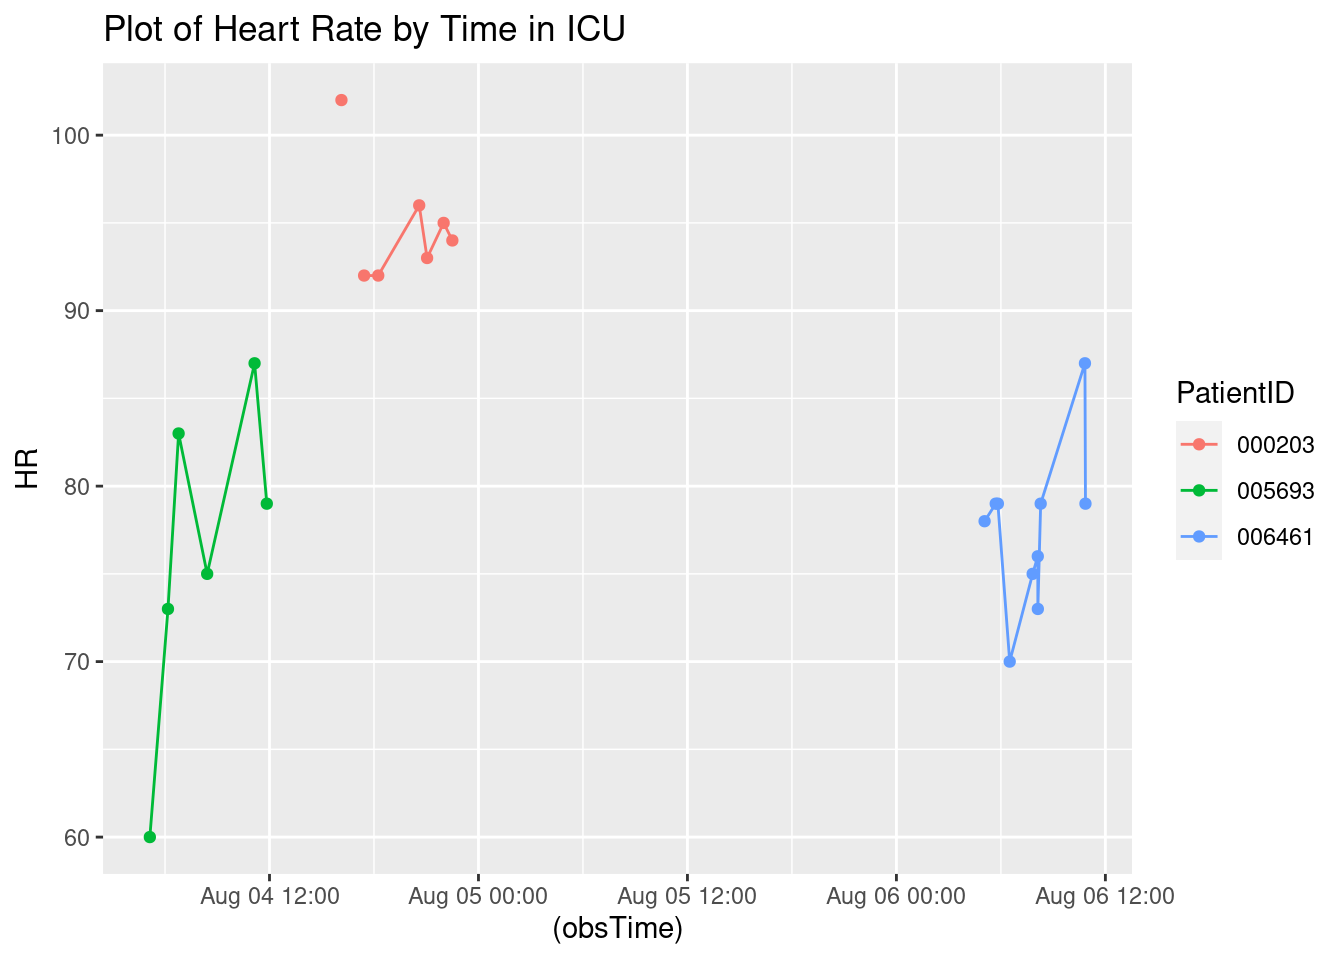 Plot of Heart Rate by Time in ICU
100
90
80
70
60
HR
Aug 04 12:00
Aug 05 00:00
Aug 05 12:00
Aug 06 00:00
Aug 06 12:00
(obsTime)
PatientID
000203
005693
006461